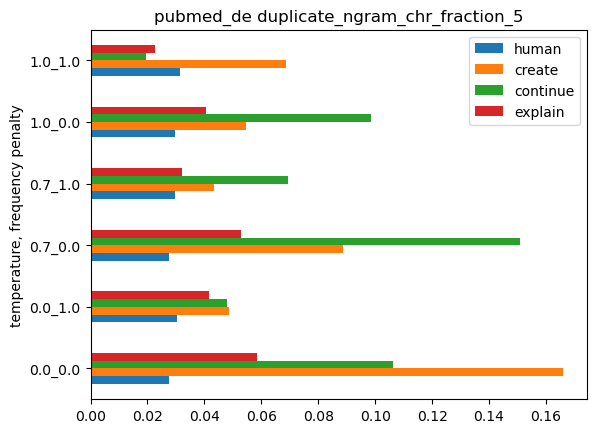 pubmed_de duplicate_ngram_chr_fraction_5
human
create
continue
explain
temperature, frequency penalty
1.0_1.0
1.0_0.0
0.7_1.0
0.7_0.0
0.0_1.0
0.0_0.0
0.00 0.02 0.04 0.06 0.08 0.10 0.12 0.14 0.16